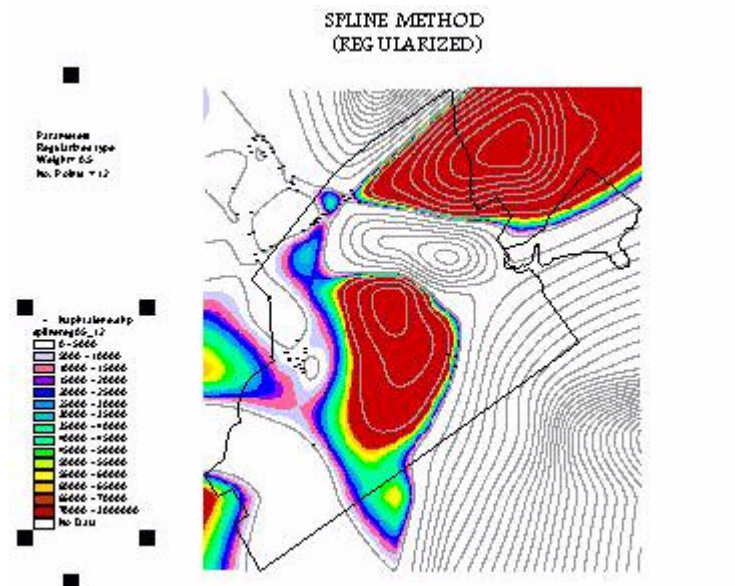 SPLINE METHOD
(REGULARIZED)
Parameters
Regularized type
Weight= 0.5
No. Points = 12
0 - 5000
5000 - 10000
10000 - 15000
15000 - 20000
20000 - 25000
25000 - 30000
30000 - 35000
35000 - 40000
40000 - 45000
45000 - 50000
50000 - 55000
55000 - 60000
60000 - 65000
65000 - 70000
No Data